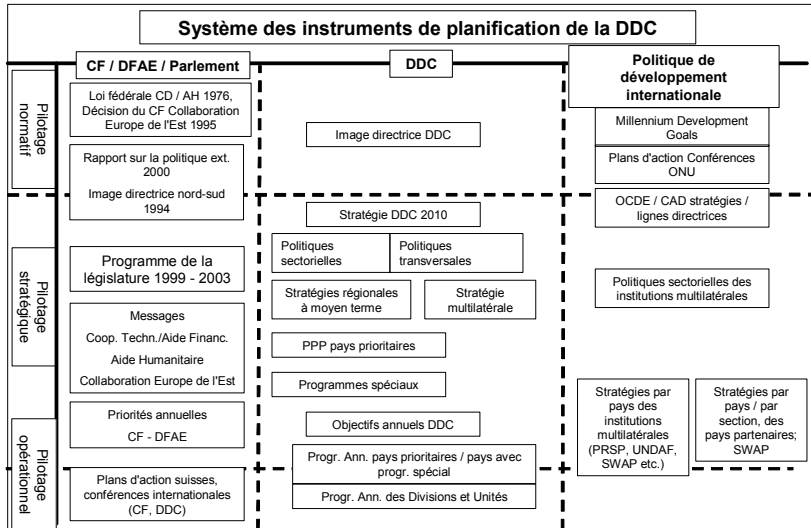 Système des instruments de planification de la DDC
CF / DFAE / Parlement
DDC
Politique de
développement
internationale
Pilotage
normatif
Loi fédérale CD / AH 1976,
Décision du CF Collaboration
Europe de l'Est 1995
Rapport sur la politique ext.
2000
Image directrice nord-sud
1994
Image directrice DDC
Millennium Development
Goals
Plans d'action Conférences
ONU
OCDE / CAD stratégies /
lignes directrices
Pilotage
stratégique
Programme de la
législature 1999 - 2003
Messages
Coop. Techn./Aide Financ.
Aide Humanitaire
Collaboration Europe de l'Est
Stratégie DDC 2010
Politiques
sectorielles
Politiques
transversales
Stratégies régionales
à moyen terme
Stratégie
multilatérale
PPP pays prioritaires
Programmes spéciaux
Politiques sectorielles des
institutions multilatérales
Pilotage
opérationnel
Priorités annuelles
CF - DFAE
Plans d'action suisses,
conférences internationales
(CF, DDC)
Objectifs annuels DDC
Progr. Ann. pays prioritaires / pays avec
progr. spécial
Progr. Ann. des Divisions et Unités
Stratégies par
pays des
institutions
multilatérales
(PRSP, UNDAF,
SWAP etc.)
Stratégies par
pays / par
section, des
pays partenaires;
SWAP